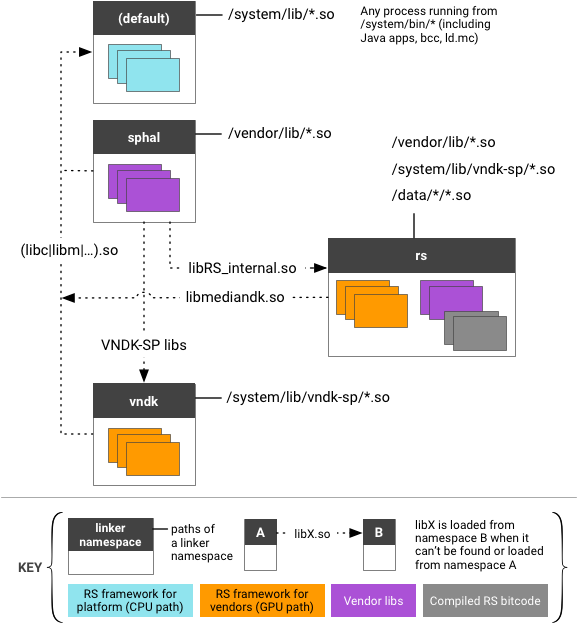 (default)
/system/lib/*.so
Any process running from
/system/bin/* (including
Java apps, bcc, ld.mc)
sphal
/vendor/lib/*.so
/vendor/lib/*.so
/system/lib/vndk-sp/*.so
/data/*/*.so
(libc|libm|...).so
rs
libRS_internal.so
libmediandk.so
VNDK-SP libs
vndk
/system/lib/vndk-sp/*.so
KEY
linker
namespace
paths of
a linker
namespace
A
libX.so
B
libX is loaded from
namespace B when it
can't be found or loaded
from namespace A
RS framework for
platform (CPU path)
RS framework for
vendors (GPU path)
Vendor libs
Compiled RS bitcode